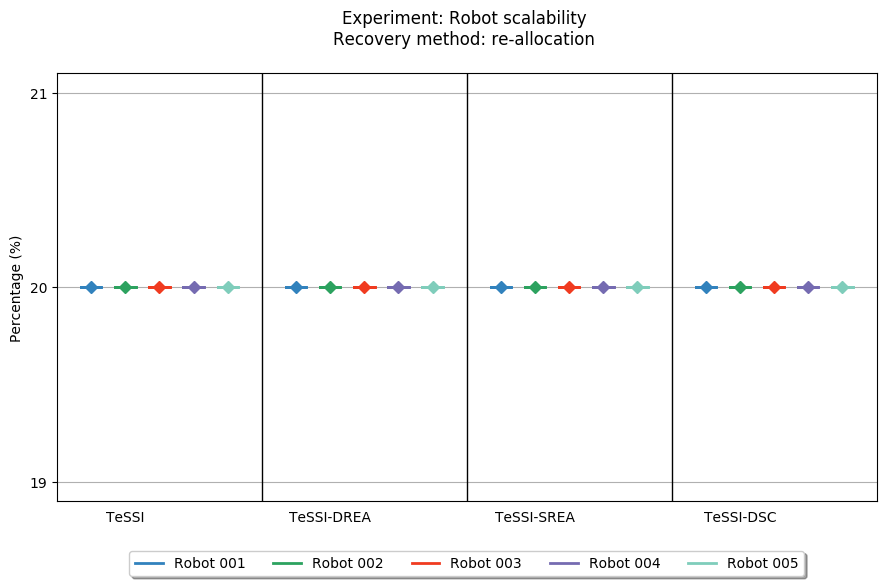 Experiment: Robot scalability
Recovery method: re-allocation
Percentage (%)
21
20
19
TeSSI TeSSI-DREA TeSSI-SREA TeSSI-DSC
Robot 001 Robot 002 Robot 003 Robot 004 Robot 005